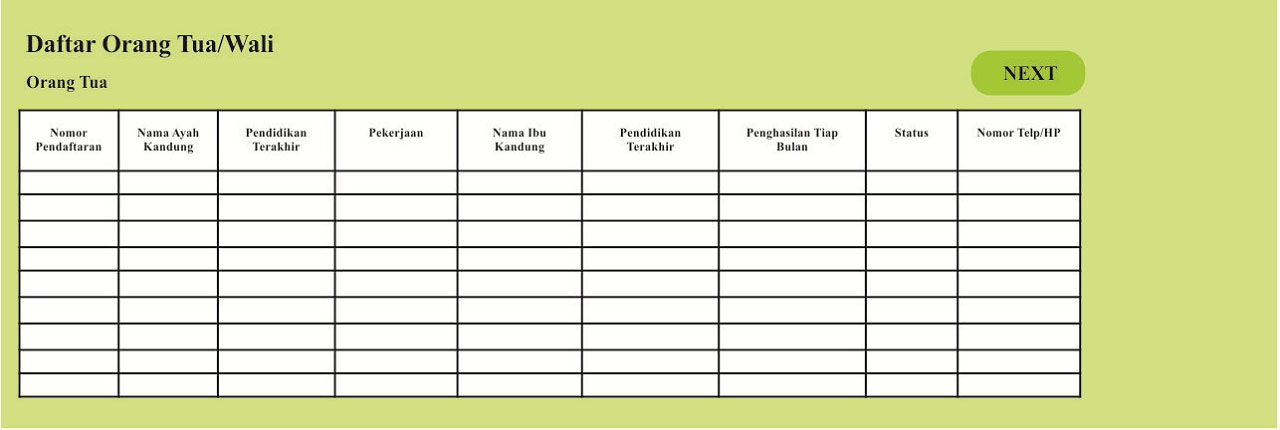 Daftar Orang Tua/Wali
Orang Tua
NEXT
Nomor Pendaftaran
Nama Ayah Kandung
Pendidikan Terakhir
Pekerjaan
Nama Ibu Kandung
Pendidikan Terakhir
Penghasilan Tiap Bulan
Status
Nomor Telp/HP